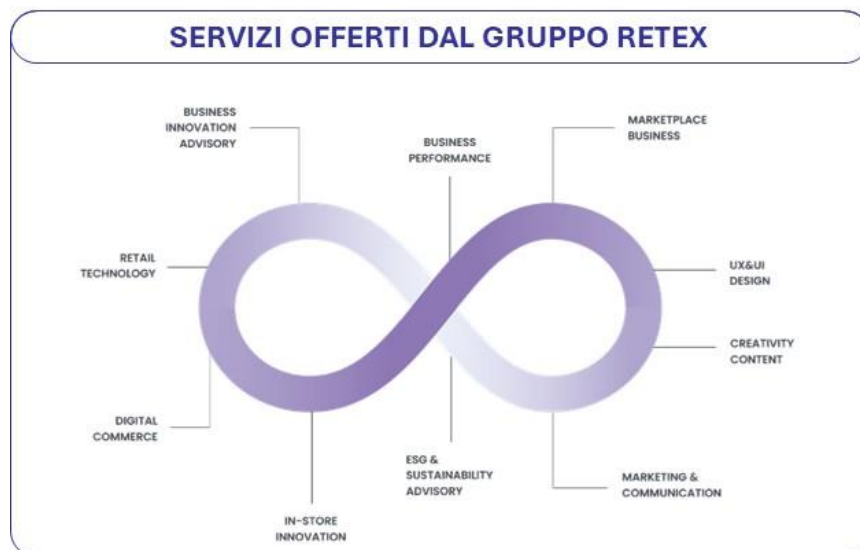 SERVIZI OFFERTI DAL GRUPPO RETEX
BUSINESS
INNOVATION
ADVISORY
BUSINESS
PERFORMANCE
MARKETPLACE
BUSINESS
RETAIL
TECHNOLOGY
UX&UI
DESIGN
CREATIVITY
CONTENT
DIGITAL
COMMERCE
ESG &
SUSTAINABILITY
ADVISORY
MARKETING &
COMMUNICATION
IN-STORE
INNOVATION